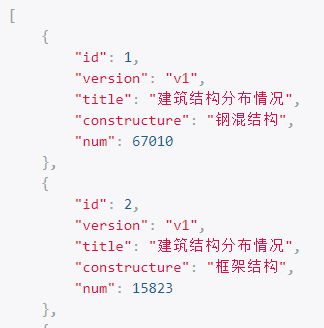 [
{
"id": 1,
"version": "v1",
"title": "建筑结构分布情况",
"constructure": "钢混结构",
"num": 67010
},
{
"id": 2,
"version": "v1",
"title": "建筑结构分布情况",
"constructure": "框架结构",
"num": 15823
},